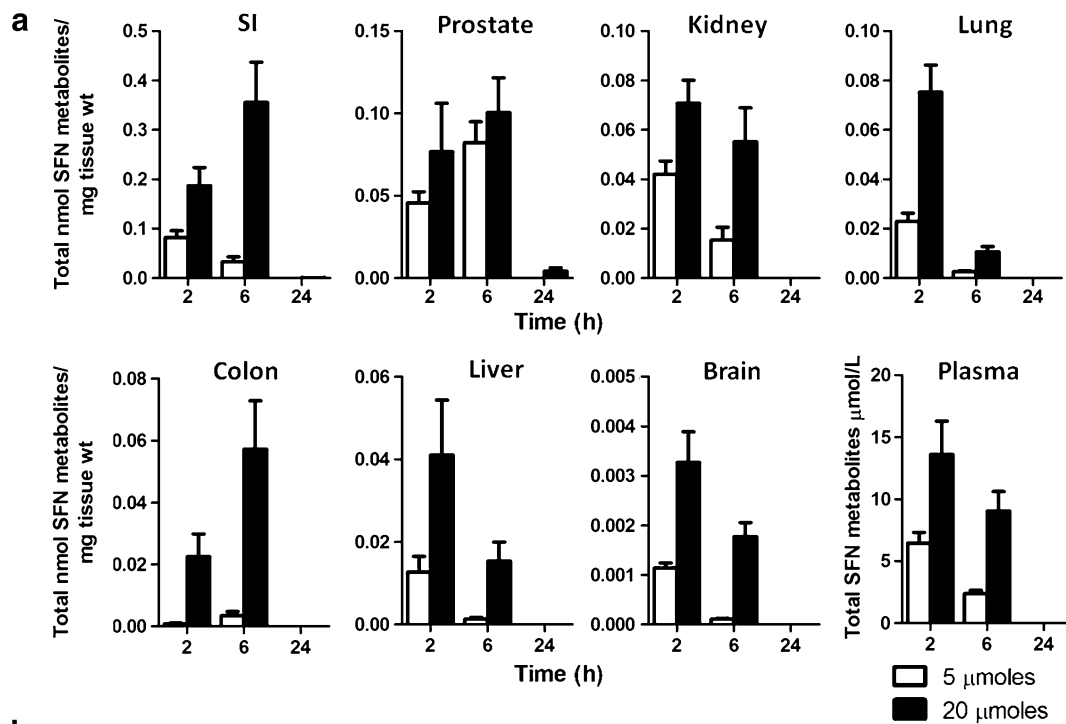 a
SI
Prostate
Kidney
Lung
Total nmol SFN metabolites/
mg tissue wt
0.5
0.4
0.3
0.2
0.1
0.0
2 6 24
0.15
0.10
0.05
0.00
2 6 24
0.10
0.08
0.06
0.04
0.02
0.00
2 6 24
0.10
0.08
0.06
0.04
0.02
0.00
2 6 24
Time (h)
Colon
Liver
Brain
Plasma
Total nmol SFN metabolites/
mg tissue wt
0.08
0.06
0.04
0.02
0.00
2 6 24
0.06
0.04
0.02
0.00
2 6 24
0.005
0.004
0.003
0.002
0.001
0.000
2 6 24
Total SFN metabolites μmol/L
20
15
10
5
0
2 6 24
Time (h)
5 μmoles
20 μmoles